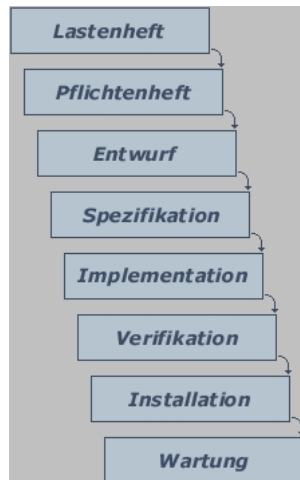 Lastenheft
Pflichtenheft
Entwurf
Spezifikation
Implementation
Verifikation
Installation
Wartung